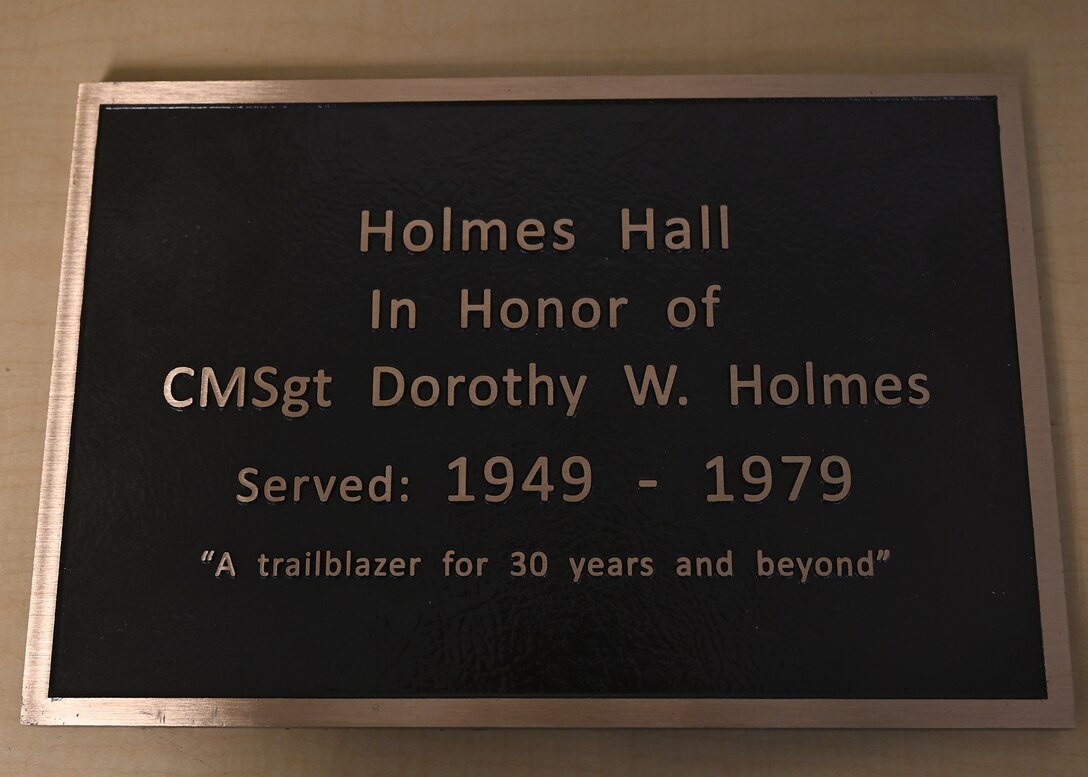 Holmes Hall
In Honor of
CMSgt Dorothy W. Holmes
Served: 1949 - 1979
“A trailblazer for 30 years and beyond”